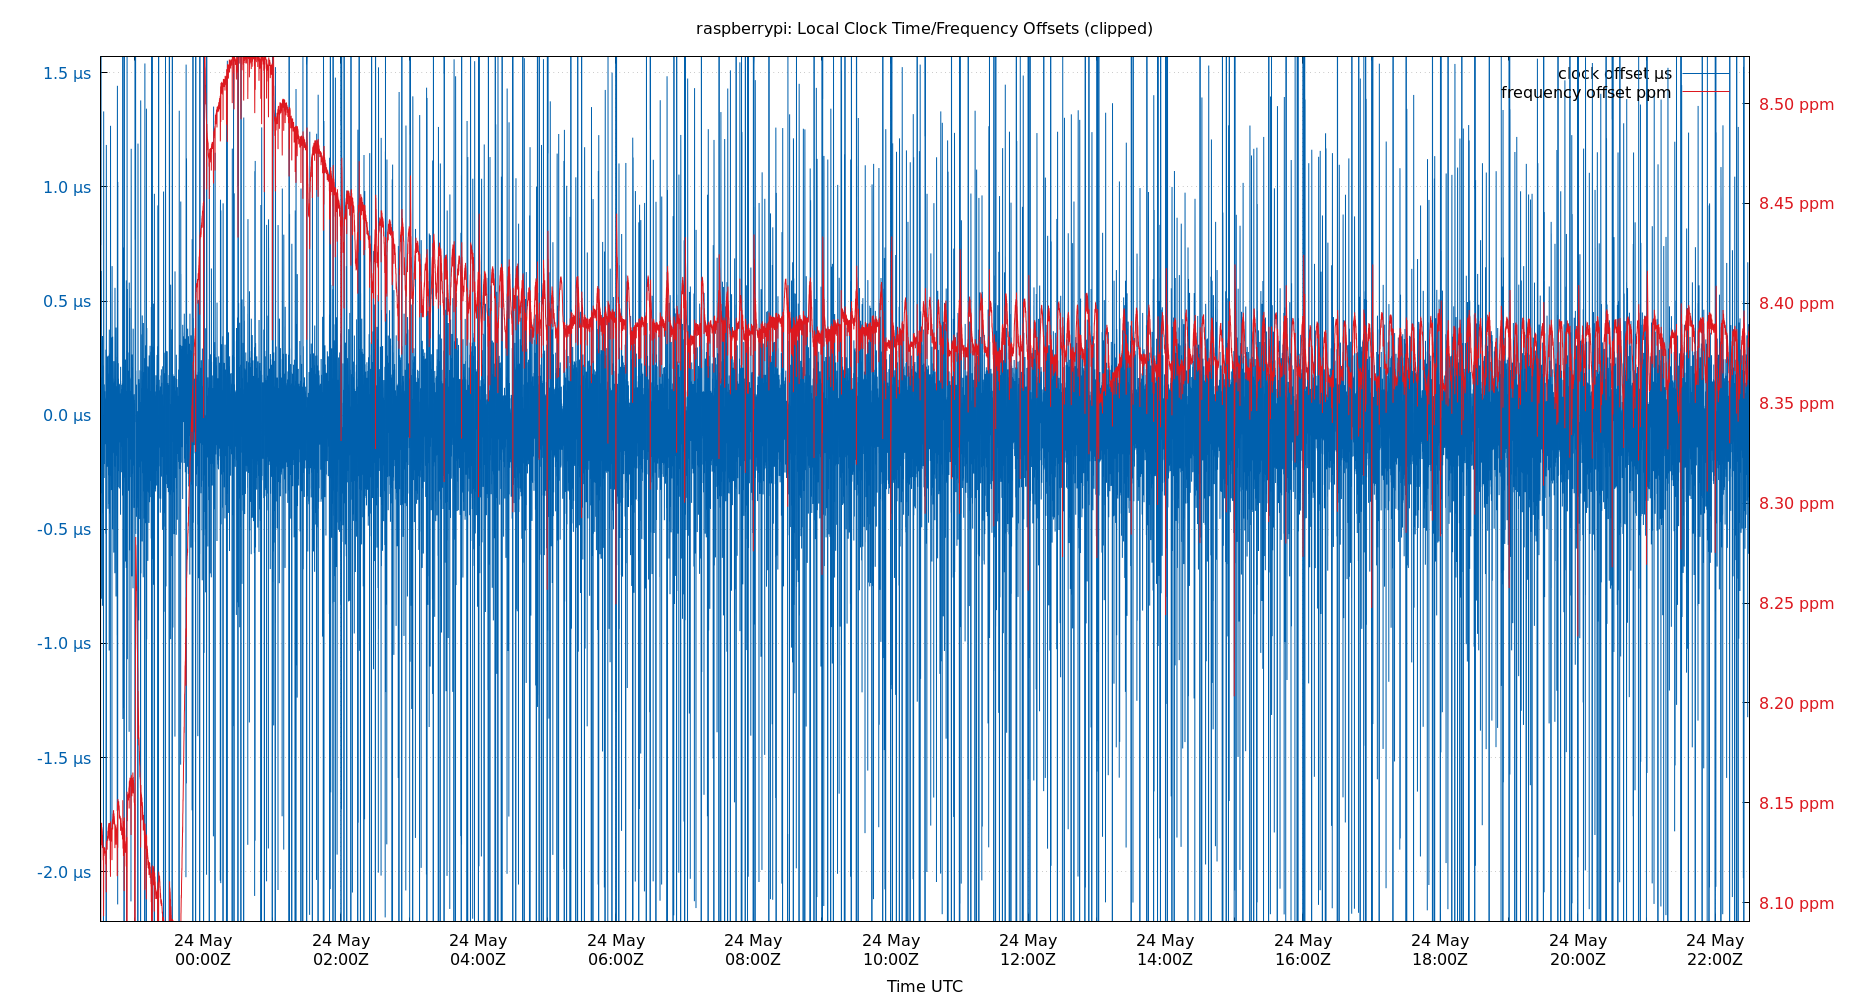 raspberrypi: Local Clock Time/Frequency Offsets (clipped)
clock offset µs
frequency offset ppm
1.5 µs
1.0 µs
0.5 µs
0.0 µs
-0.5 µs
-1.0 µs
-1.5 µs
-2.0 µs
8.50 ppm
8.45 ppm
8.40 ppm
8.35 ppm
8.30 ppm
8.25 ppm
8.20 ppm
8.15 ppm
8.10 ppm
24 May 24 May 24 May 24 May 24 May 24 May 24 May 24 May 24 May 24 May 24 May 24 May
00:00Z 02:00Z 04:00Z 06:00Z 08:00Z 10:00Z 12:00Z 14:00Z 16:00Z 18:00Z 20:00Z 22:00Z
Time UTC